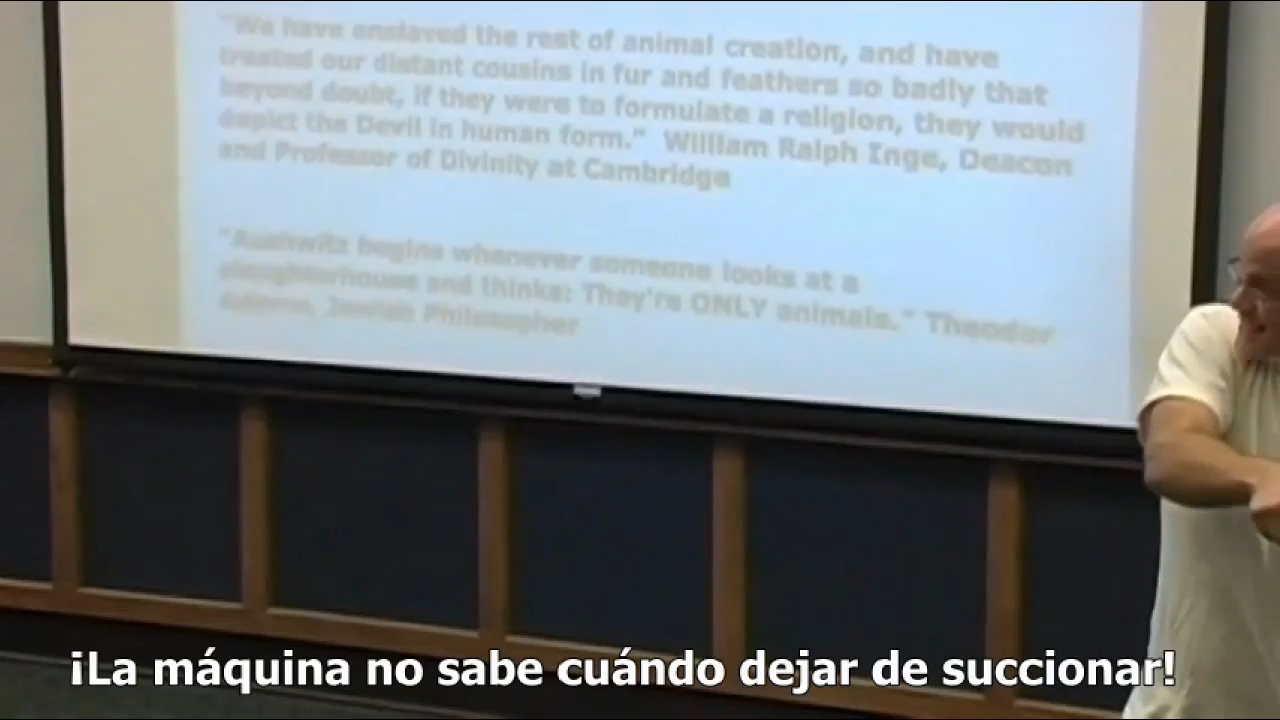 "We have enslaved the rest of animal creation, and have
treated our distant cousins in fur and feathers so badly that
beyond doubt, if they were to formulate a religion, they would
depict the Devil in human form." William Ralph Inge, Deacon
and Professor of Divinity at Cambridge
"Aushwitz begins whenever someone looks at a
slaughterhouse and thinks: They're ONLY animals." Theodor
Adorno, Jewish Philosopher
¡La máquina no sabe cuándo dejar de succionar!